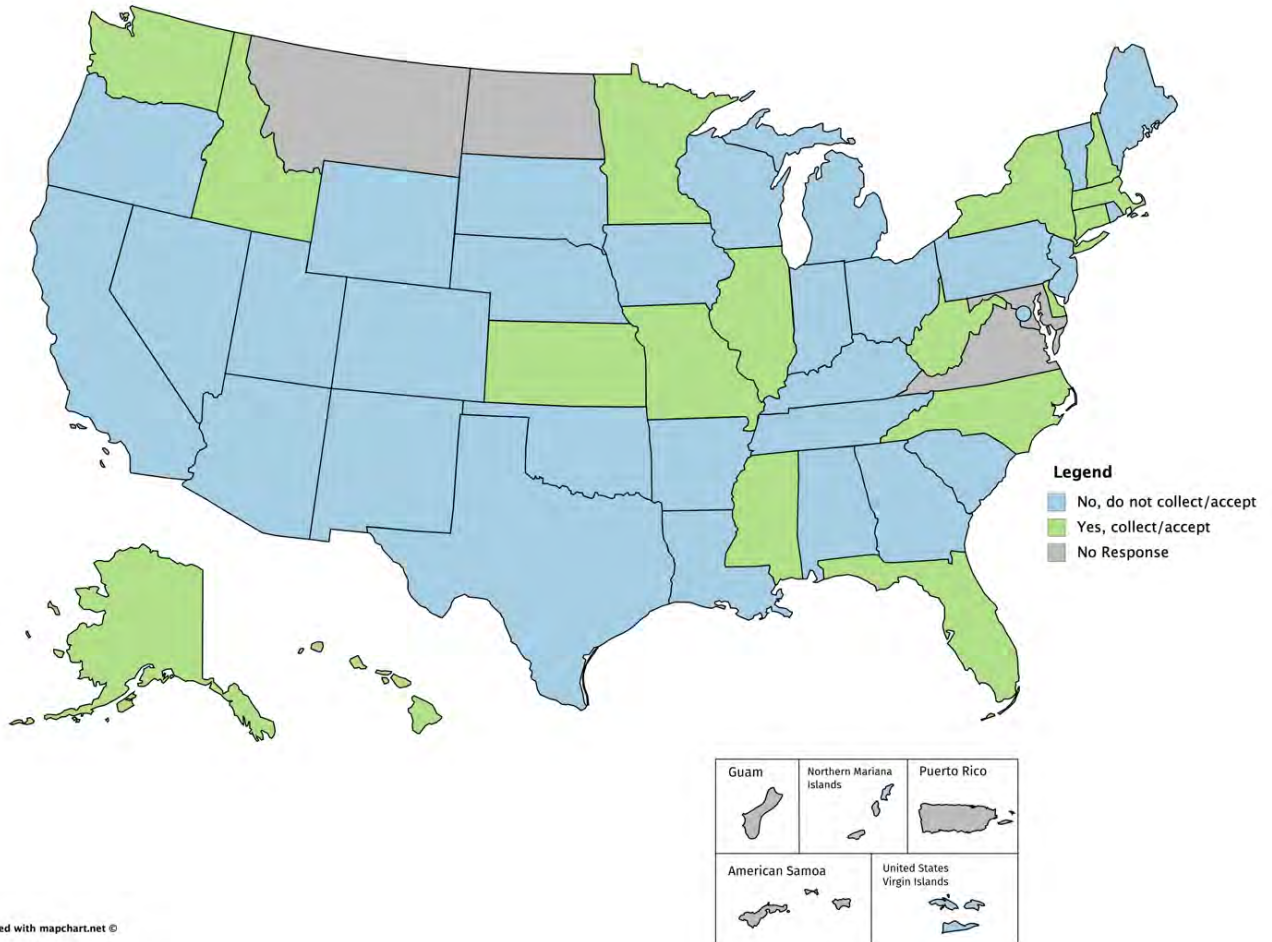 Legend
No, do not collect/accept
Yes, collect/accept
No Response
Guam
Northern Mariana
Islands
Puerto Rico
American Samoa
United States
Virgin Islands
ed with mapchart.net ©